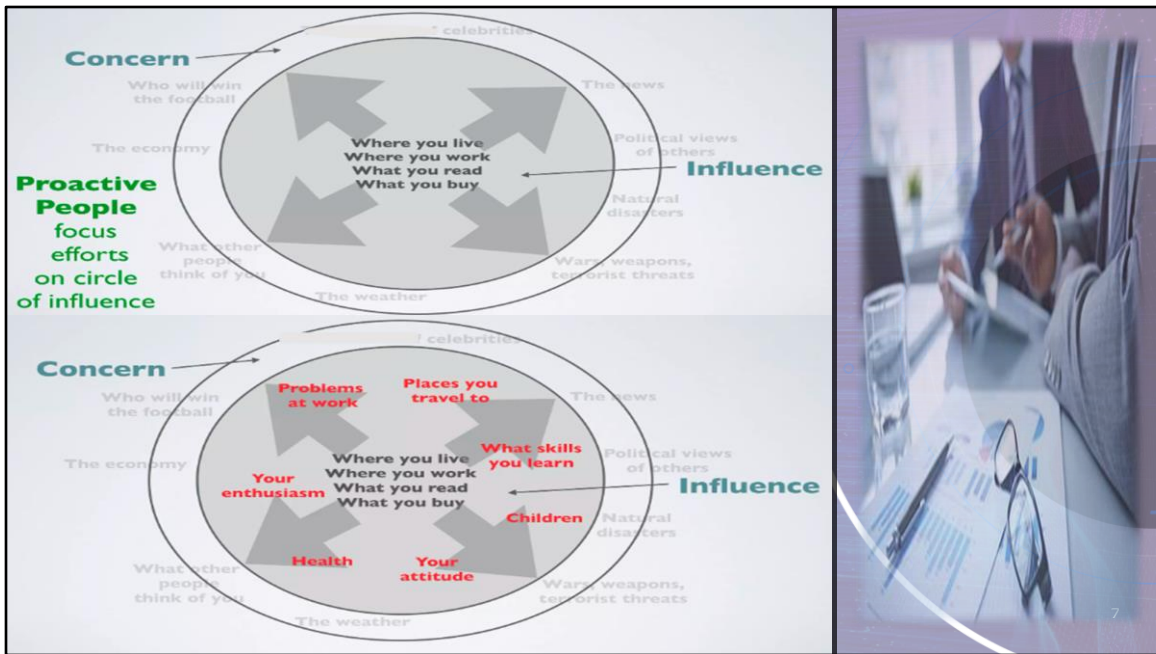 celebrities
Concern
Who will win
the football
The news
The economy
Where you live
Where you work
What you read
What you buy
Political views
of others
Influence
Proactive
People
focus
efforts
on circle
of influence
Natural
disasters
What other
people
think of you
Wars, weapons,
terrorist threats
The weather
celebrities
Concern
Problems
at work
Places you
travel to
Who will win
the football
The news
What skills
you learn
The economy
Where you live
Where you work
What you read
What you buy
Political views
of others
Your
enthusiasm
Influence
Children
Natural
disasters
Health
Your
attitude
What other
people
think of you
Wars, weapons,
terrorist threats
The weather
7